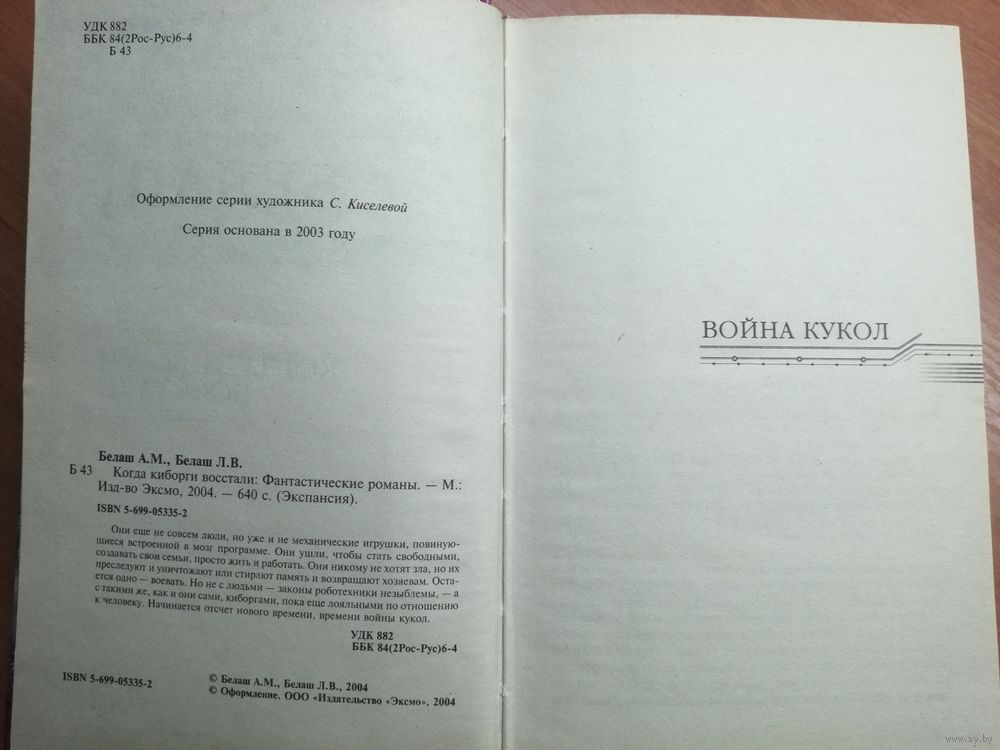 УДК 882
ББК 84(2Рос-Рус)6-4
Б 43
Оформление серии художника С. Киселевой
Серия основана в 2003 году
Белаш А.М., Белаш Л.В.
Б 43 Когда киборги восстали: Фантастические романы. — М.:
Изд-во Эксмо, 2004. — 640 с. (Экспансия).
ISBN 5-699-05335-2
Они еще не совсем люди, но уже и не механические игрушки, повиную-
щиеся встроенной в мозг программе. Они ушли, чтобы стать свободными,
создавать свои семьи, просто жить и работать. Они никому не хотят зла, но их
преследуют и уничтожают или стирают память и возвращают хозяевам. Оста-
ется одно — воевать. Но не с людьми — законы роботехники незыблемы, — а
с такими же, как и они сами, киборгами, пока еще лояльными по отношению
к человеку. Начинается отсчет нового времени, времени войны кукол.
УДК 882
ББК 84(2Рос-Рус)6-4
ISBN 5-699-05335-2
© Белаш А.М., Белаш Л.В., 2004
© Оформление. ООО «Издательство «Эксмо», 2004
ВОЙНА КУКОЛ
www.ay.by